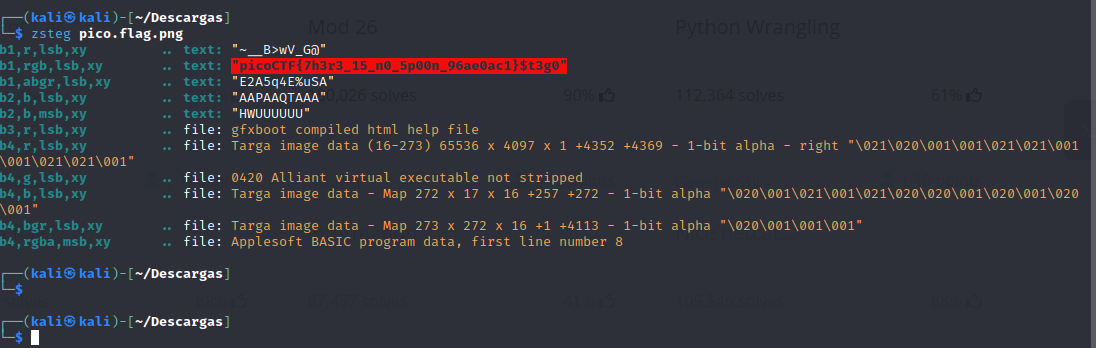 Mod 26 Python Wrangling
┌──(kali㉿kali)-[~/Descargas]
└─$ zsteg pico.flag.png
b1,r,lsb,xy .. text: "~__B>wV_G@"
b1,rgb,lsb,xy .. text: "picoCTF{7h3r3_15_n0_5p00n_96ae0ac1}$t3g0"
b1,abgr,lsb,xy .. text: "E2A5q4E%uSA"
b2,b,lsb,xy .. text: "AAPAAQTAAA"
,026 solves 90% 112,364 solves 61%
b2,b,msb,xy .. text: "HWUUUUUU"
b3,r,lsb,xy .. file: gfxboot compiled html help file
b4,r,lsb,xy .. file: Targa image data (16-273) 65536 x 4097 x 1 +4352 +4369 - 1-bit alpha - right "\021\020\001\001\021\021\001
\001\021\021\001"
b4,g,lsb,xy .. file: 0420 Alliant virtual executable not stripped
b4,b,lsb,xy .. file: Targa image data - Map 272 x 17 x 16 +257 +272 - 1-bit alpha "\020\001\021\001\021\020\020\001\020\001\020
\001"
b4,bgr,lsb,xy .. file: Targa image data - Map 273 x 272 x 16 +1 +4113 - 1-bit alpha "\020\001\001\001"
b4,rgba,msb,xy .. file: Applesoft BASIC program data, first line number 8
┌──(kali㉿kali)-[~/Descargas]
└─$
┌──(kali㉿kali)-[~/Descargas]
└─$